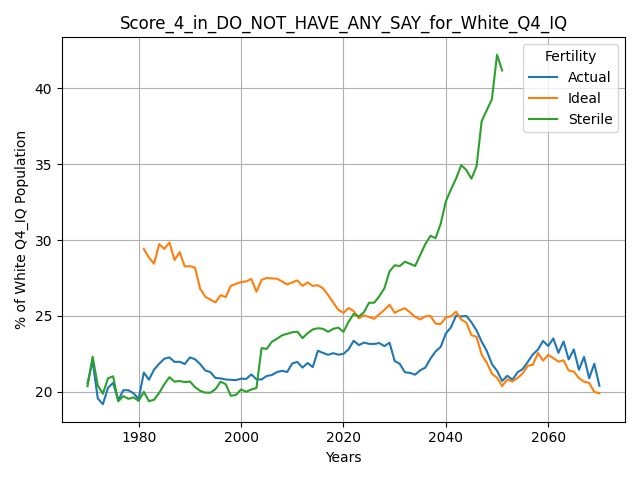 Score_4_in_DO_NOT_HAVE_ANY_SAY_for_White_Q4_IQ
Fertility
Actual
Ideal
Sterile
% of White Q4_IQ Population
40
35
30
25
20
1980 2000 2020 2040 2060
Years